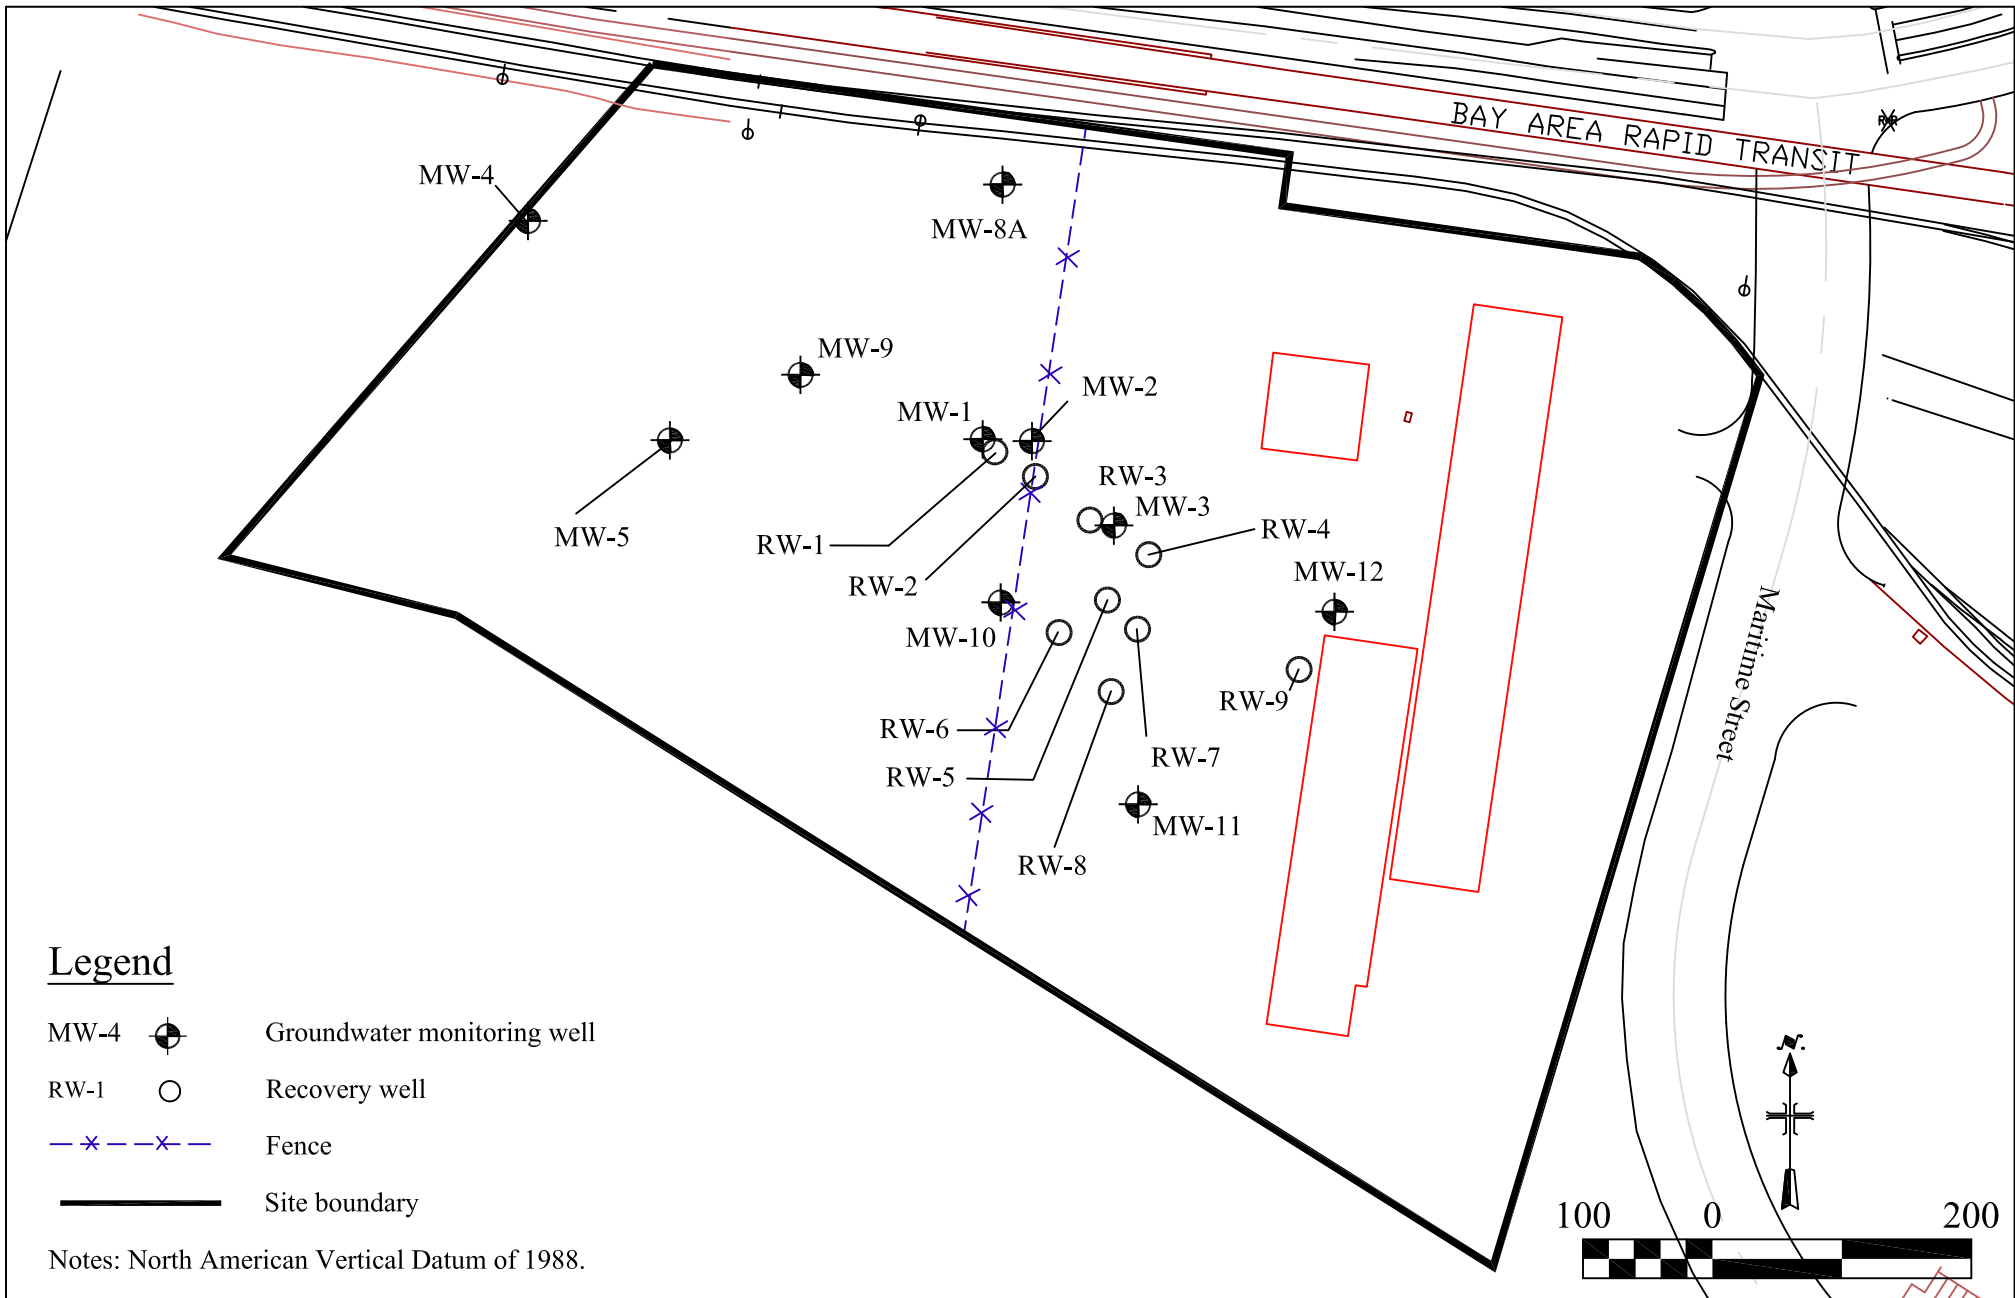 BAY AREA RAPID TRANSIT
MW-4
MW-8A
MW-9
MW-1
MW-2
MW-5
RW-1
RW-2
RW-3
MW-3
RW-4
MW-12
MW-10
RW-9
RW-6
RW-5
RW-7
MW-11
RW-8
Maritime Street
Legend
MW-4 Groundwater monitoring well
RW-1 Recovery well
Fence
Site boundary
Notes: North American Vertical Datum of 1988.
N
100 0 200